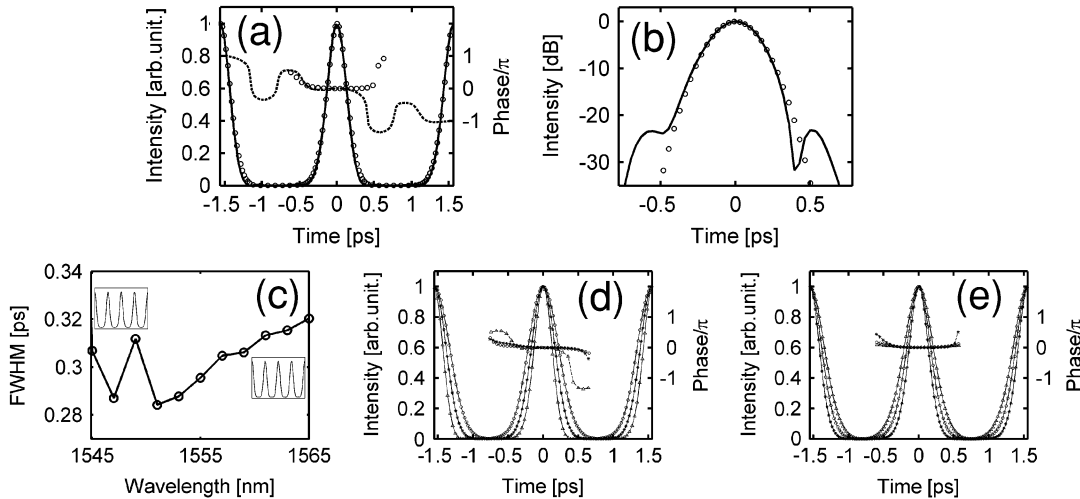 (a)
Intensity [arb.unit.]
1
0.8
0.6
0.4
0.2
0
1
0
-1
Phase/π
-1.5 -1 -0.5 0 0.5 1 1.5
Time [ps]
(b)
Intensity [dB]
0
-10
-20
-30
-0.5 0 0.5
Time [ps]
(c)
FWHM [ps]
0.34
0.32
0.3
0.28
1545 1555 1565
Wavelength [nm]
(d)
Intensity [arb.unit.]
1
0.8
0.6
0.4
0.2
0
1
0
-1
Phase/π
-1.5 -1 -0.5 0 0.5 1 1.5
Time [ps]
(e)
Intensity [arb.unit.]
1
0.8
0.6
0.4
0.2
0
1
0
-1
Phase/π
-1.5 -1 -0.5 0 0.5 1 1.5
Time [ps]